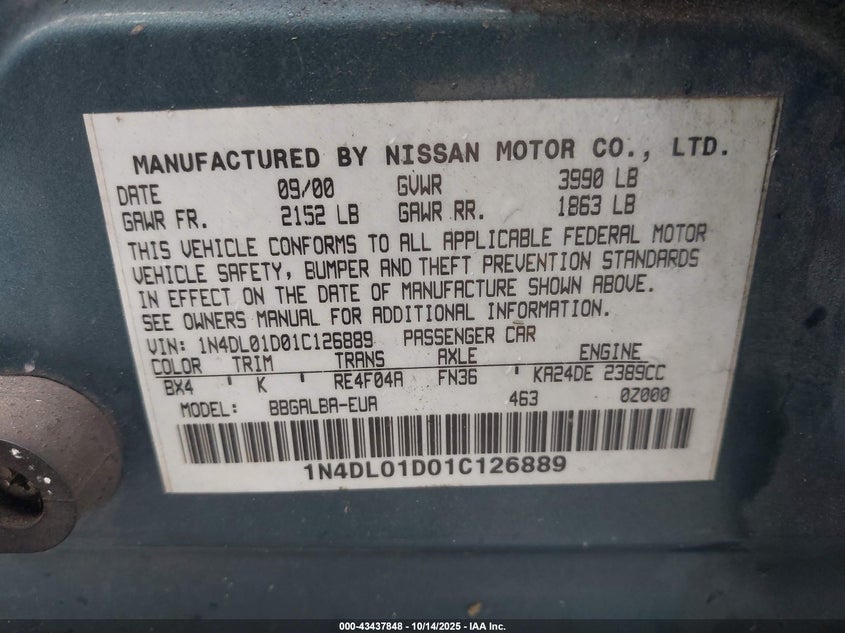 MANUFACTURED BY NISSAN MOTOR CO., LTD.
DATE 09/00 GVWR 3990 LB
GAWR FR. 2152 LB GAWR RR. 1863 LB
THIS VEHICLE CONFORMS TO ALL APPLICABLE FEDERAL MOTOR
VEHICLE SAFETY, BUMPER AND THEFT PREVENTION STANDARDS
IN EFFECT ON THE DATE OF MANUFACTURE SHOWN ABOVE.
SEE OWNERS MANUAL FOR ADDITIONAL INFORMATION.
VIN: 1N4DL01D01C126889 PASSENGER CAR
COLOR TRIM TRANS AXLE ENGINE
BX4 ' K ' RE4F04A FN36 ' KA24DE 2389CC
MODEL: BBGALBA-EUA 463 0Z000
1N4DL01D01C126889
000-43437848 - 10/14/2025 - IAA Inc.